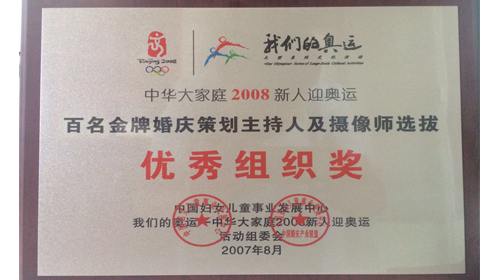 我们的奥运
Beijing 2008
中华大家庭2008新人迎奥运
百名金牌婚庆策划主持人及摄像师选拔
优秀组织奖
中国妇女儿童事业发展中心
我们的奥运·中华大家庭2008新人迎奥运
活动组委会
2007年8月